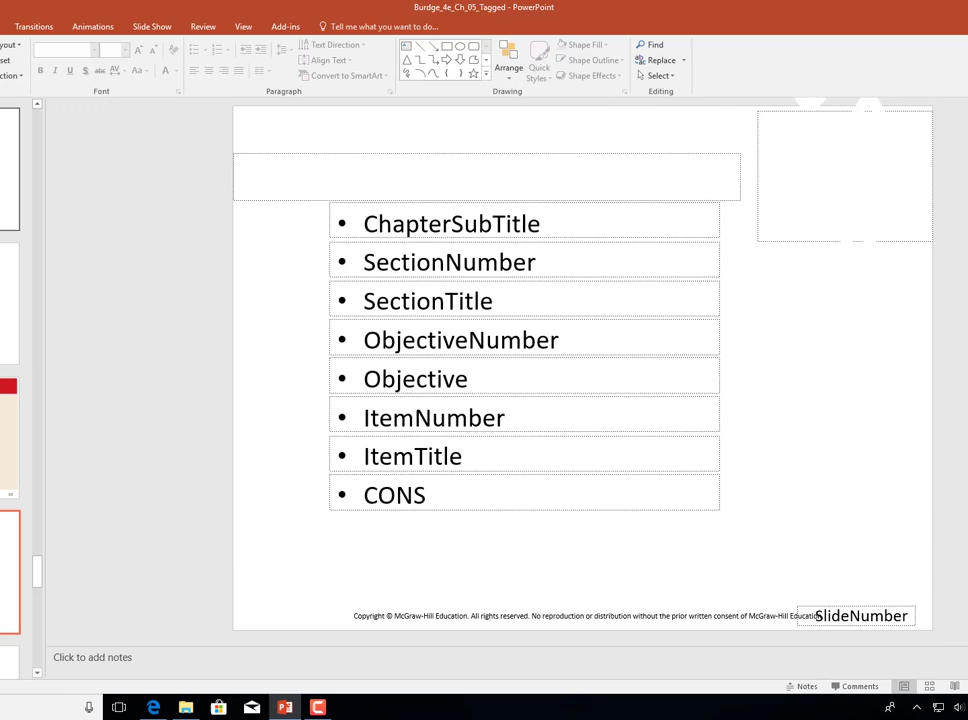 Burdge_4e_Ch_05_Tagged - PowerPoint
Transitions Animations Slide Show Review View Add-ins Tell me what you want to do...
Text Direction
Align Text
Convert to SmartArt
Arrange
Quick
Styles
Shape Fill
Shape Outline
Shape Effects
Find
Replace
Select
Font Paragraph Drawing Editing
• ChapterSubTitle
• SectionNumber
• SectionTitle
• ObjectiveNumber
• Objective
• ItemNumber
• ItemTitle
• CONS
Copyright © McGraw-Hill Education. All rights reserved. No reproduction or distribution without the prior written consent of McGraw-Hill Education.
SlideNumber
Click to add notes
Notes Comments